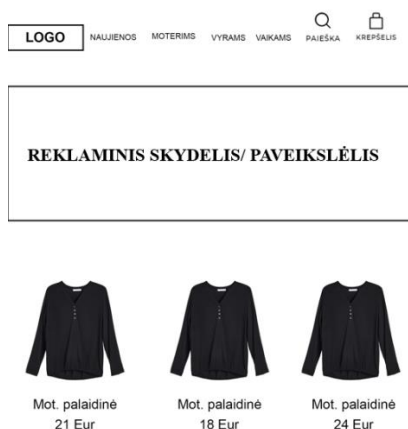 LOGO NAUJIENOS MOTERIMS VYRAMS VAIKAMS PAIEŠKA KREPŠELIS
REKLAMINIS SKYDELIS/ PAVEIKSLĖLIS
Mot. palaidinė Mot. palaidinė Mot. palaidinė
21 Eur 18 Eur 24 Eur